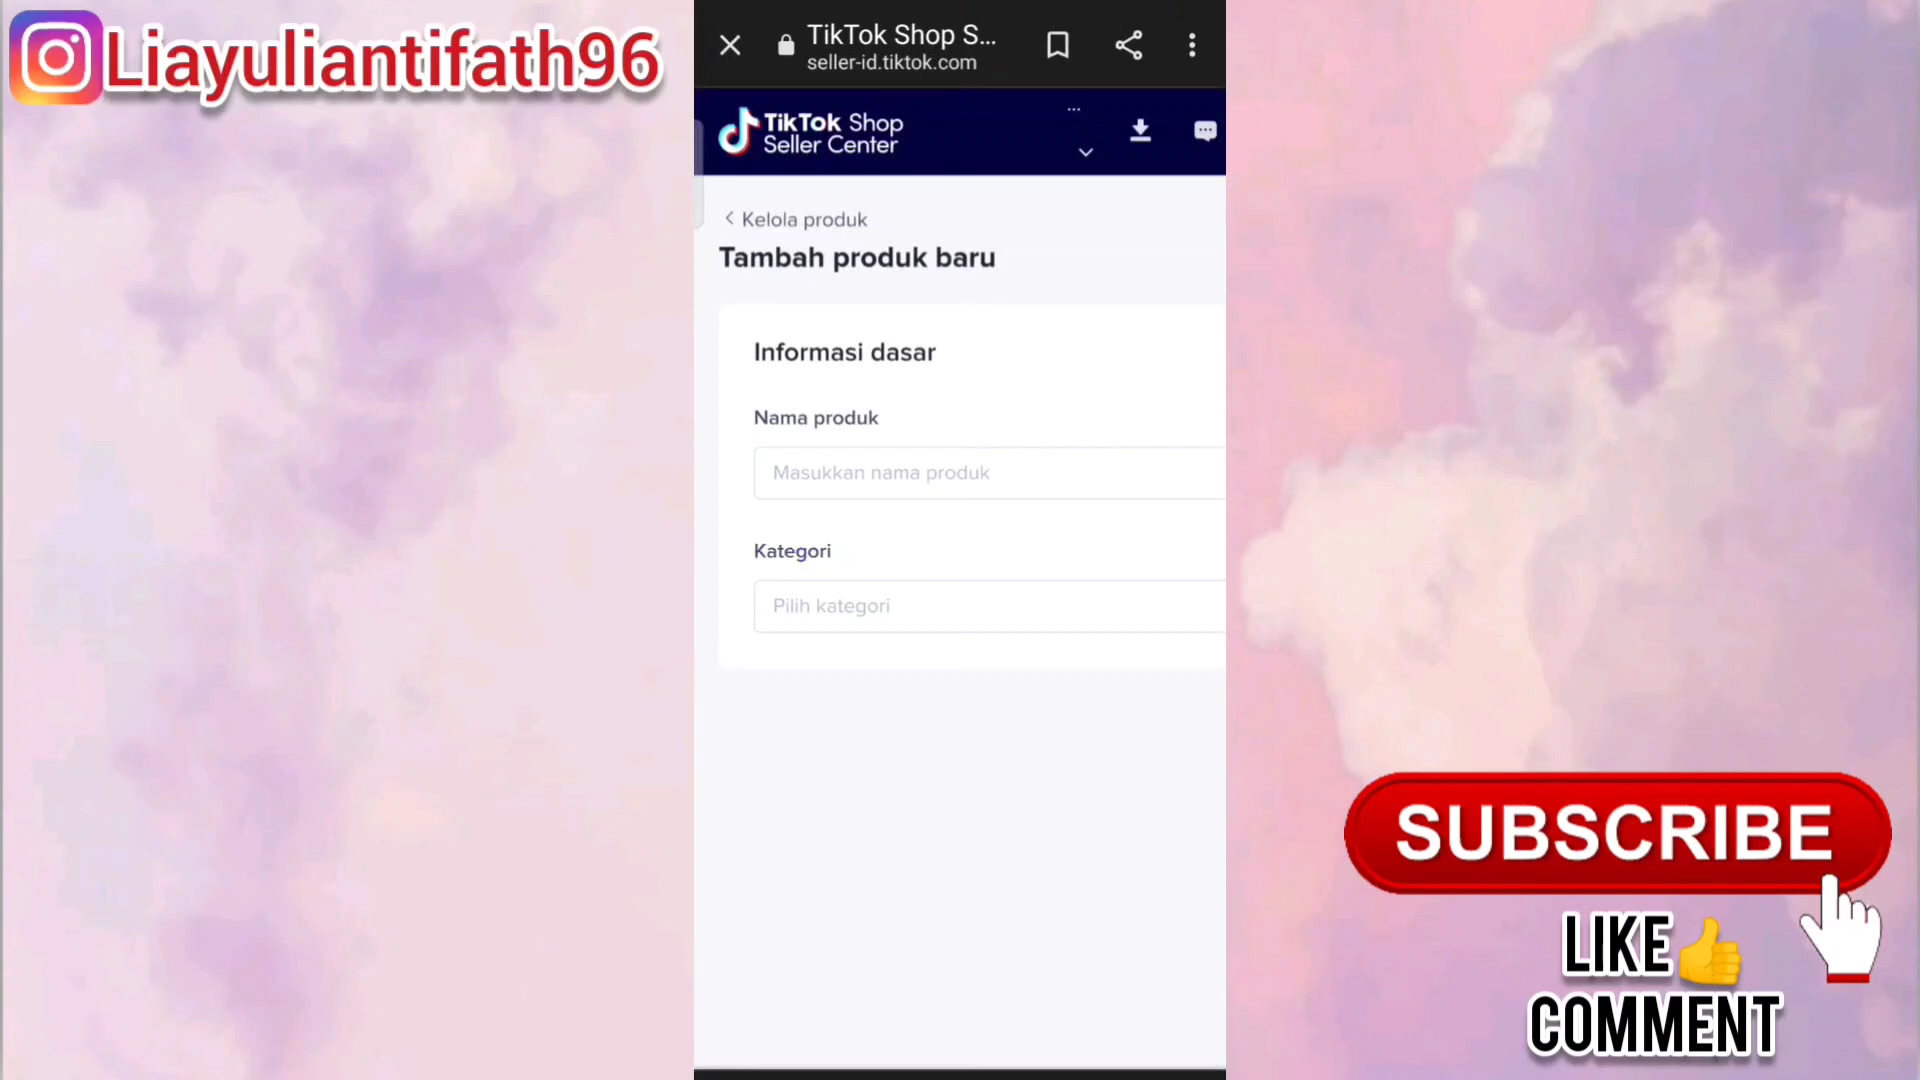 Liayuliantifath96
TikTok Shop S...
seller-id.tiktok.com
TikTok Shop
Seller Center
Kelola produk
Tambah produk baru
Informasi dasar
Nama produk
Masukkan nama produk
Kategori
Pilih kategori
SUBSCRIBE
LIKE👍
COMMENT